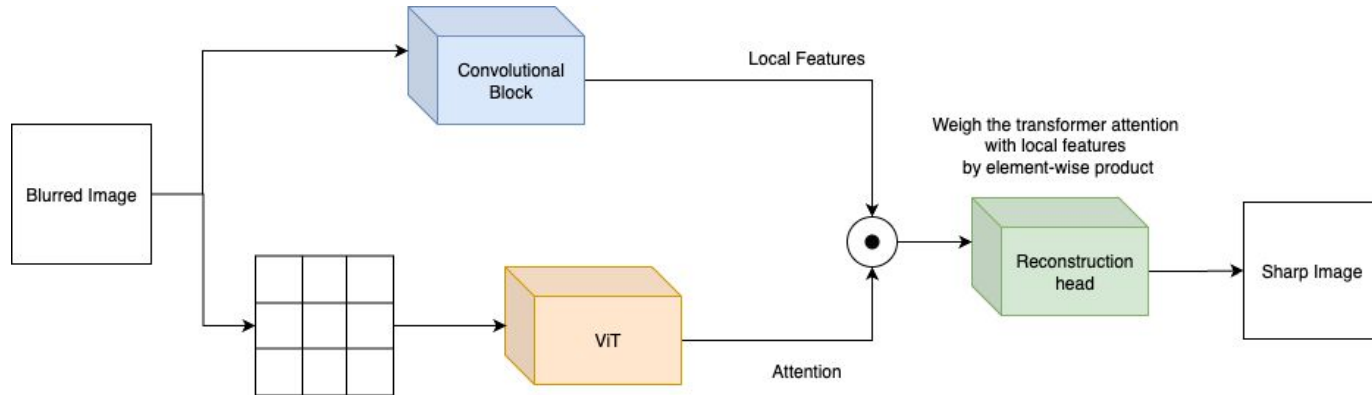 Convolutional
Block
Local Features
Weigh the transformer attention
with local features
by element-wise product
Blurred Image
Reconstruction
head
Sharp Image
ViT
Attention